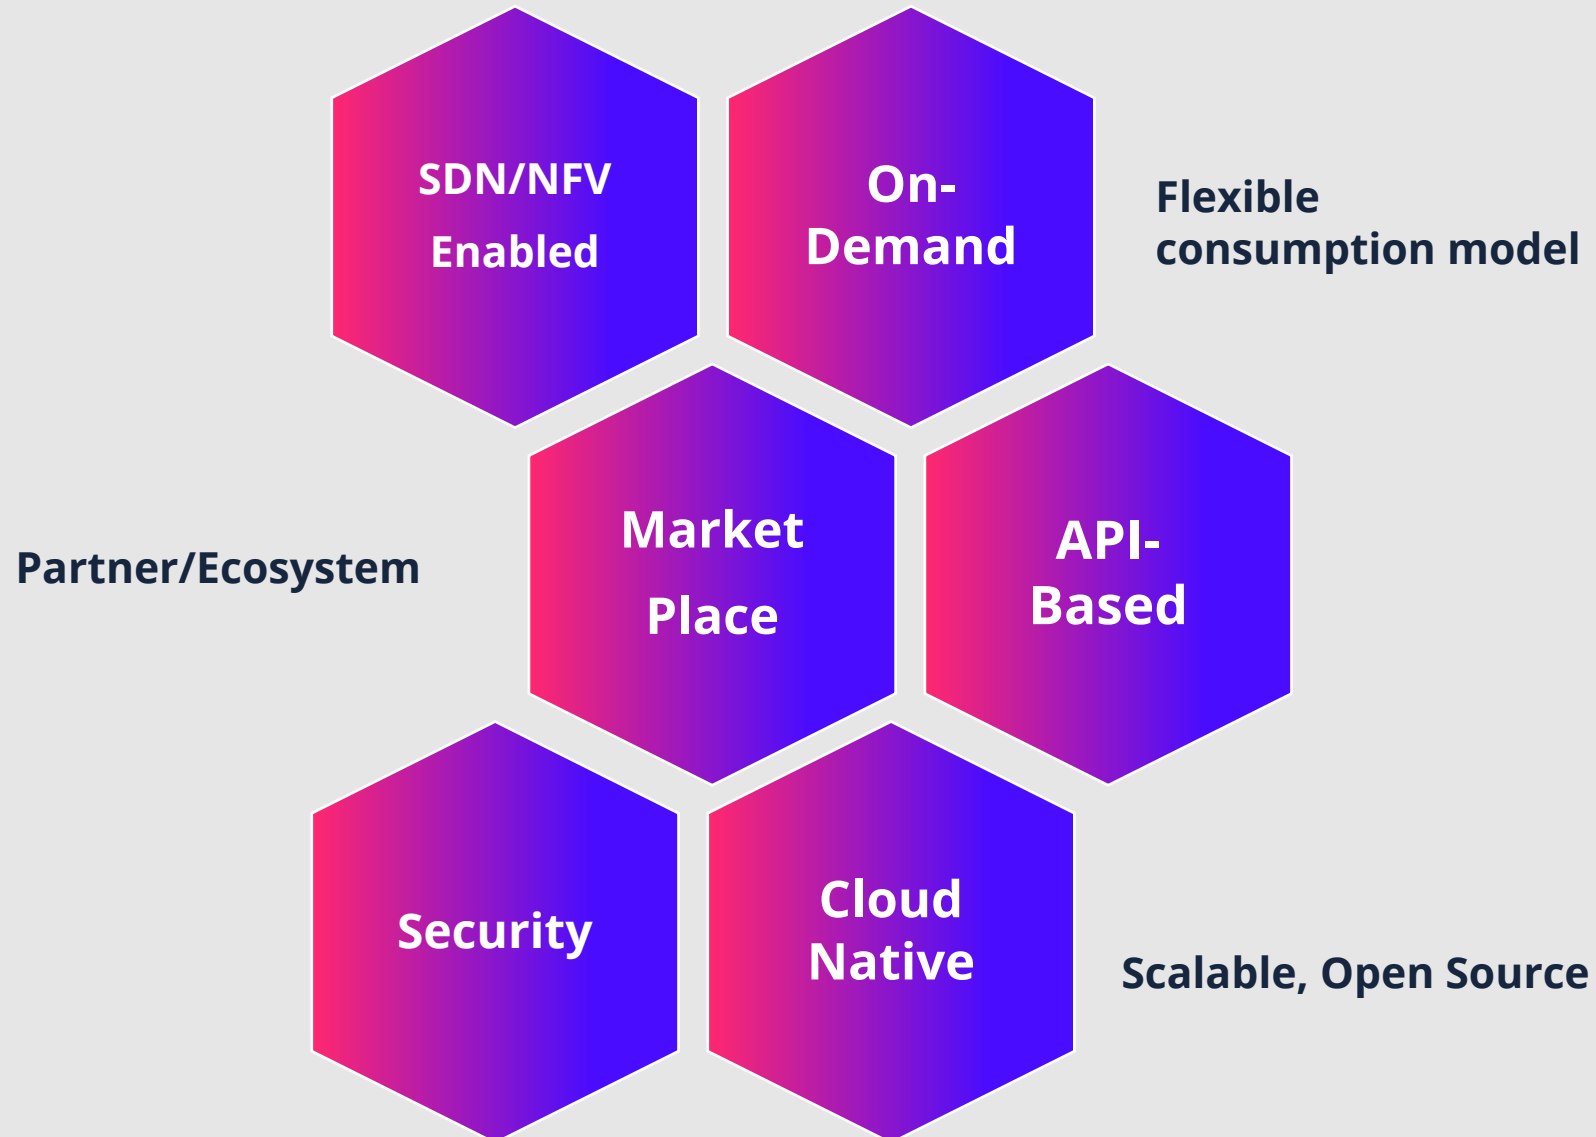 SDN/NFV
Enabled
On-
Demand
Flexible
consumption model
Partner/Ecosystem
Market
Place
API-
Based
Security
Cloud
Native
Scalable, Open Source